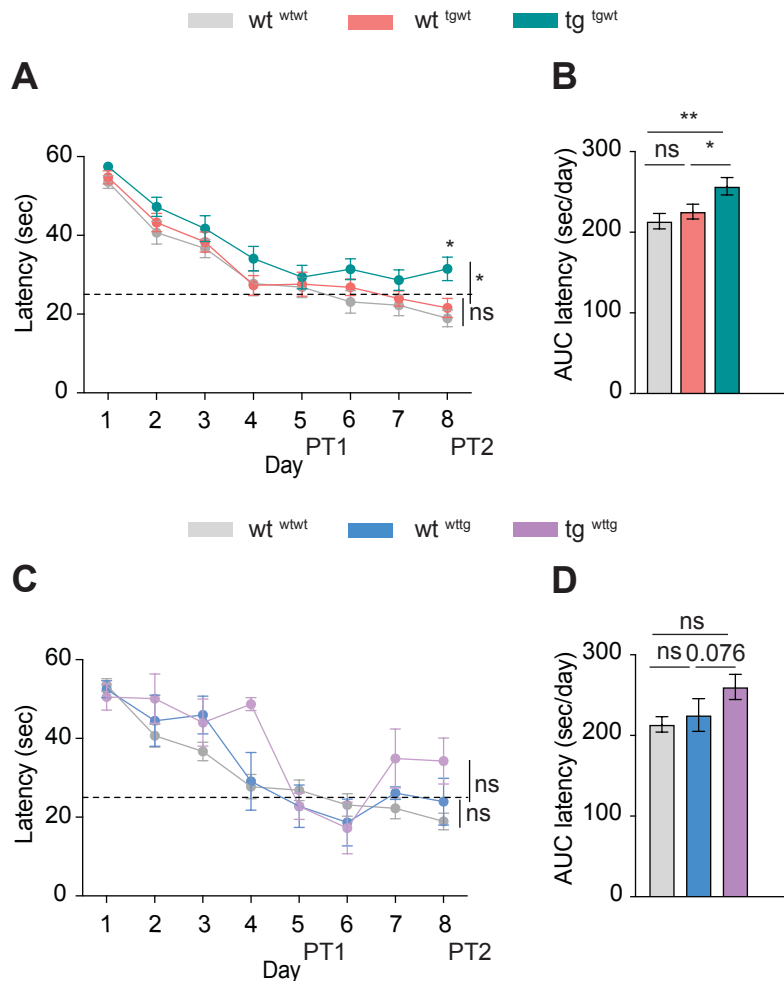 wt wtwt wt tgwt tg tgwt
A
B
Latency (sec)
60
40
20
0
*
*
ns
1 2 3 4 5 6 7 8
PT1 PT2
Day
AUC latency (sec/day)
300
200
100
0
**
ns *
wt wtwt wt wttg tg wttg
C
D
Latency (sec)
60
40
20
0
ns
ns
1 2 3 4 5 6 7 8
PT1 PT2
Day
AUC latency (sec/day)
300
200
100
0
ns
ns 0.076